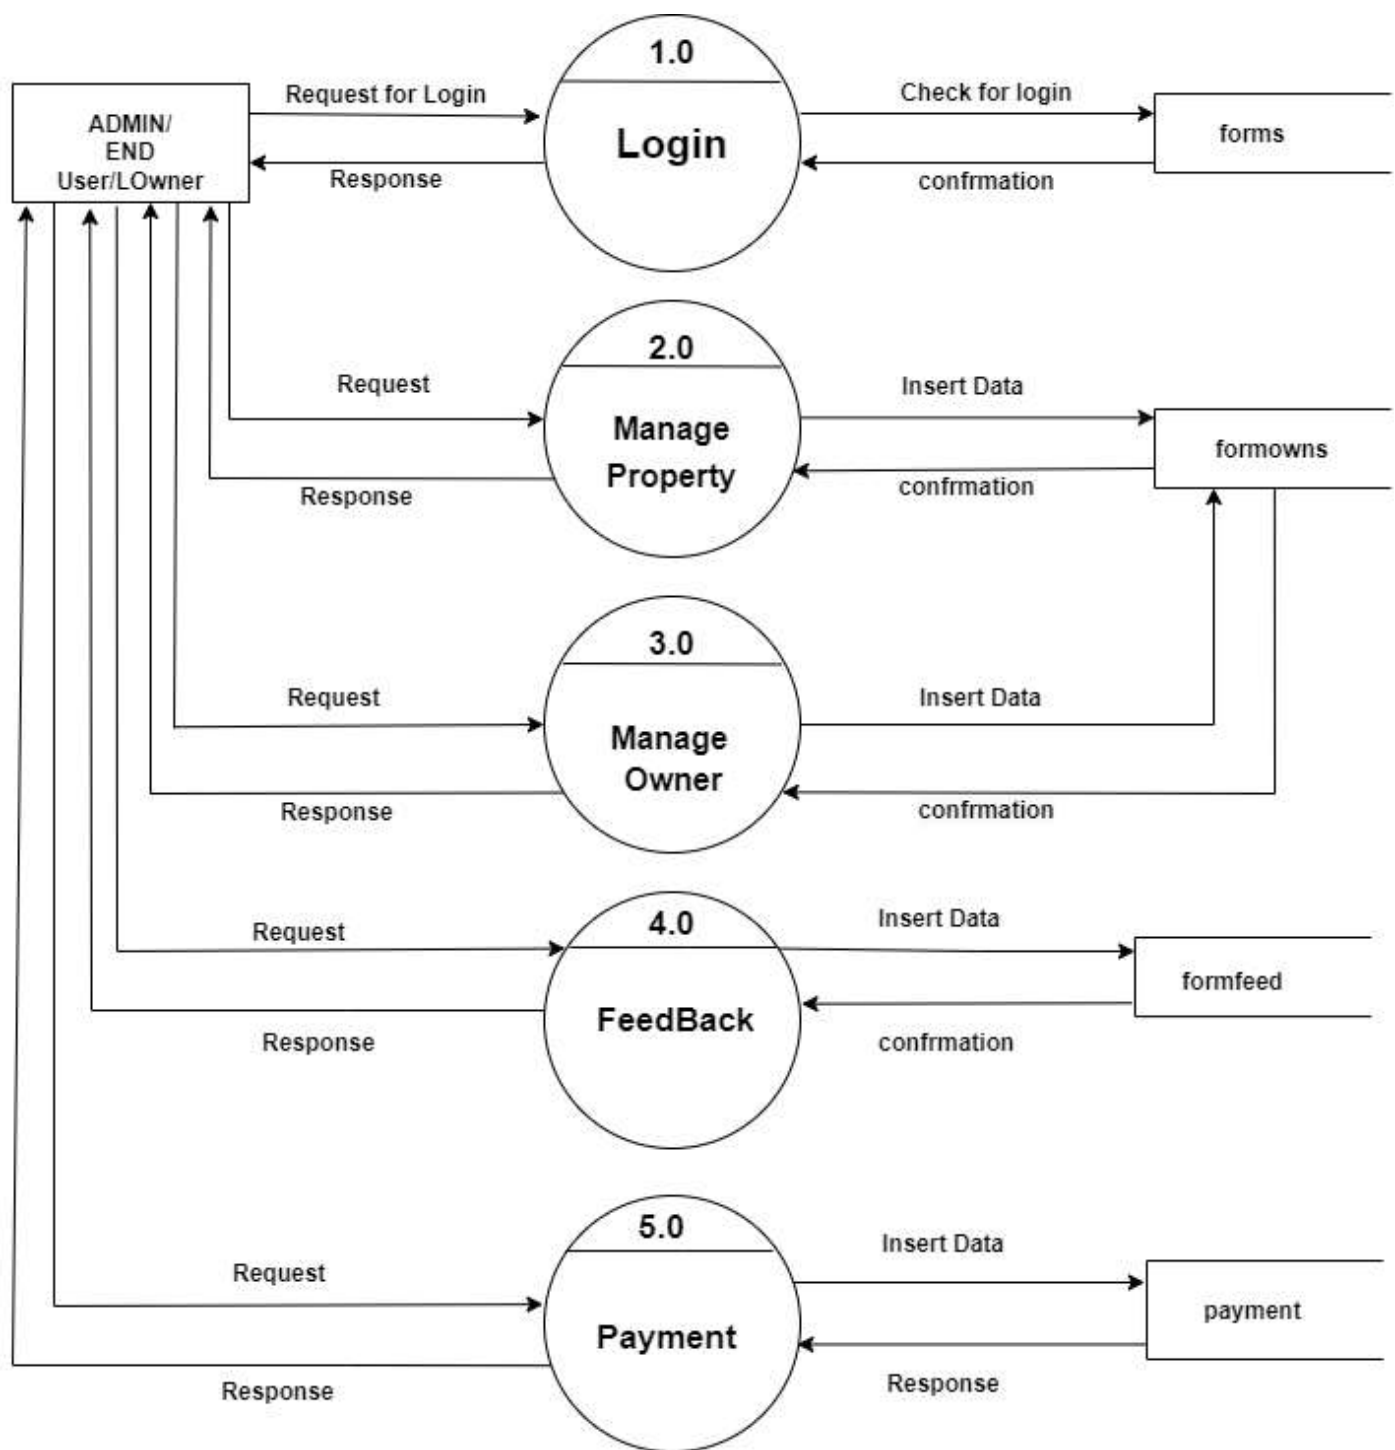 1.0
Request for Login
Check for login
ADMIN/
END
User/LOwner
Login
forms
Response
confrmation
2.0
Request
Insert Data
Manage
Property
formowns
Response
confrmation
3.0
Request
Insert Data
Manage
Owner
Response
confrmation
4.0
Request
Insert Data
FeedBack
formfeed
Response
confrmation
5.0
Request
Insert Data
Payment
payment
Response
Response